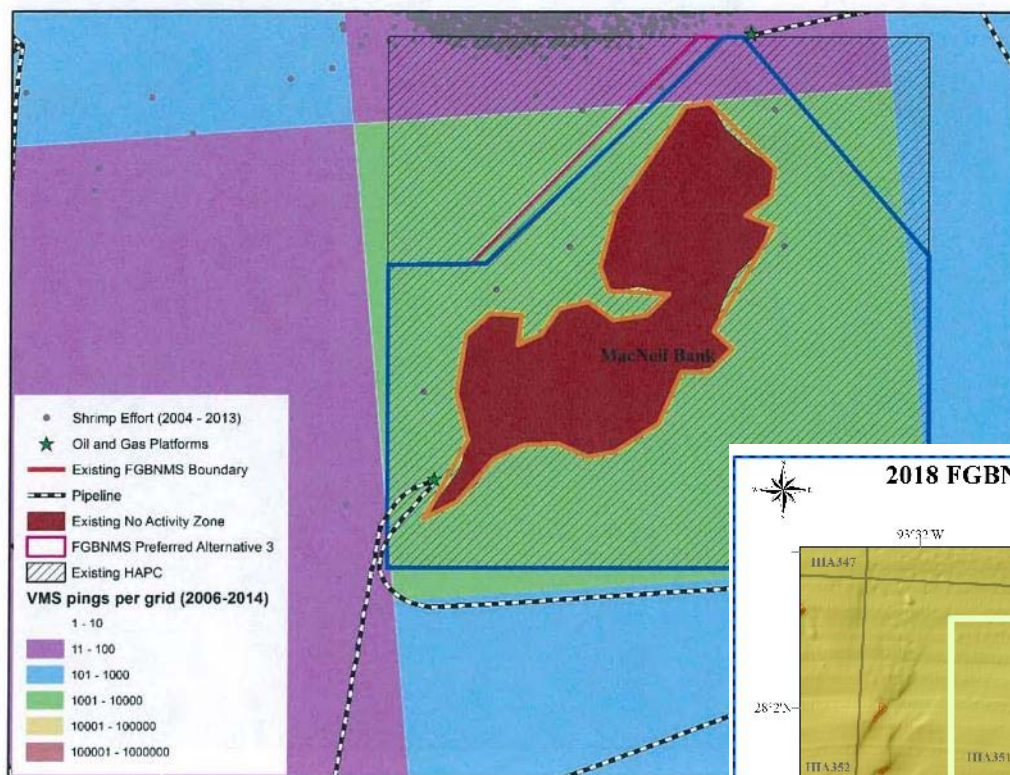 MacNeil Bank
Shrimp Effort (2004 - 2013)
Oil and Gas Platforms
Existing FGBNMS Boundary
Pipeline
Existing No Activity Zone
FGBNMS Preferred Alternative 3
Existing HAPC
VMS pings per grid (2006-2014)
1 - 10
11 - 100
101 - 1000
1001 - 10000
10001 - 100000
100001 - 1000000
2018 FGBN
93°32'W
HIA347
28°2'N
HIA352
HIA351